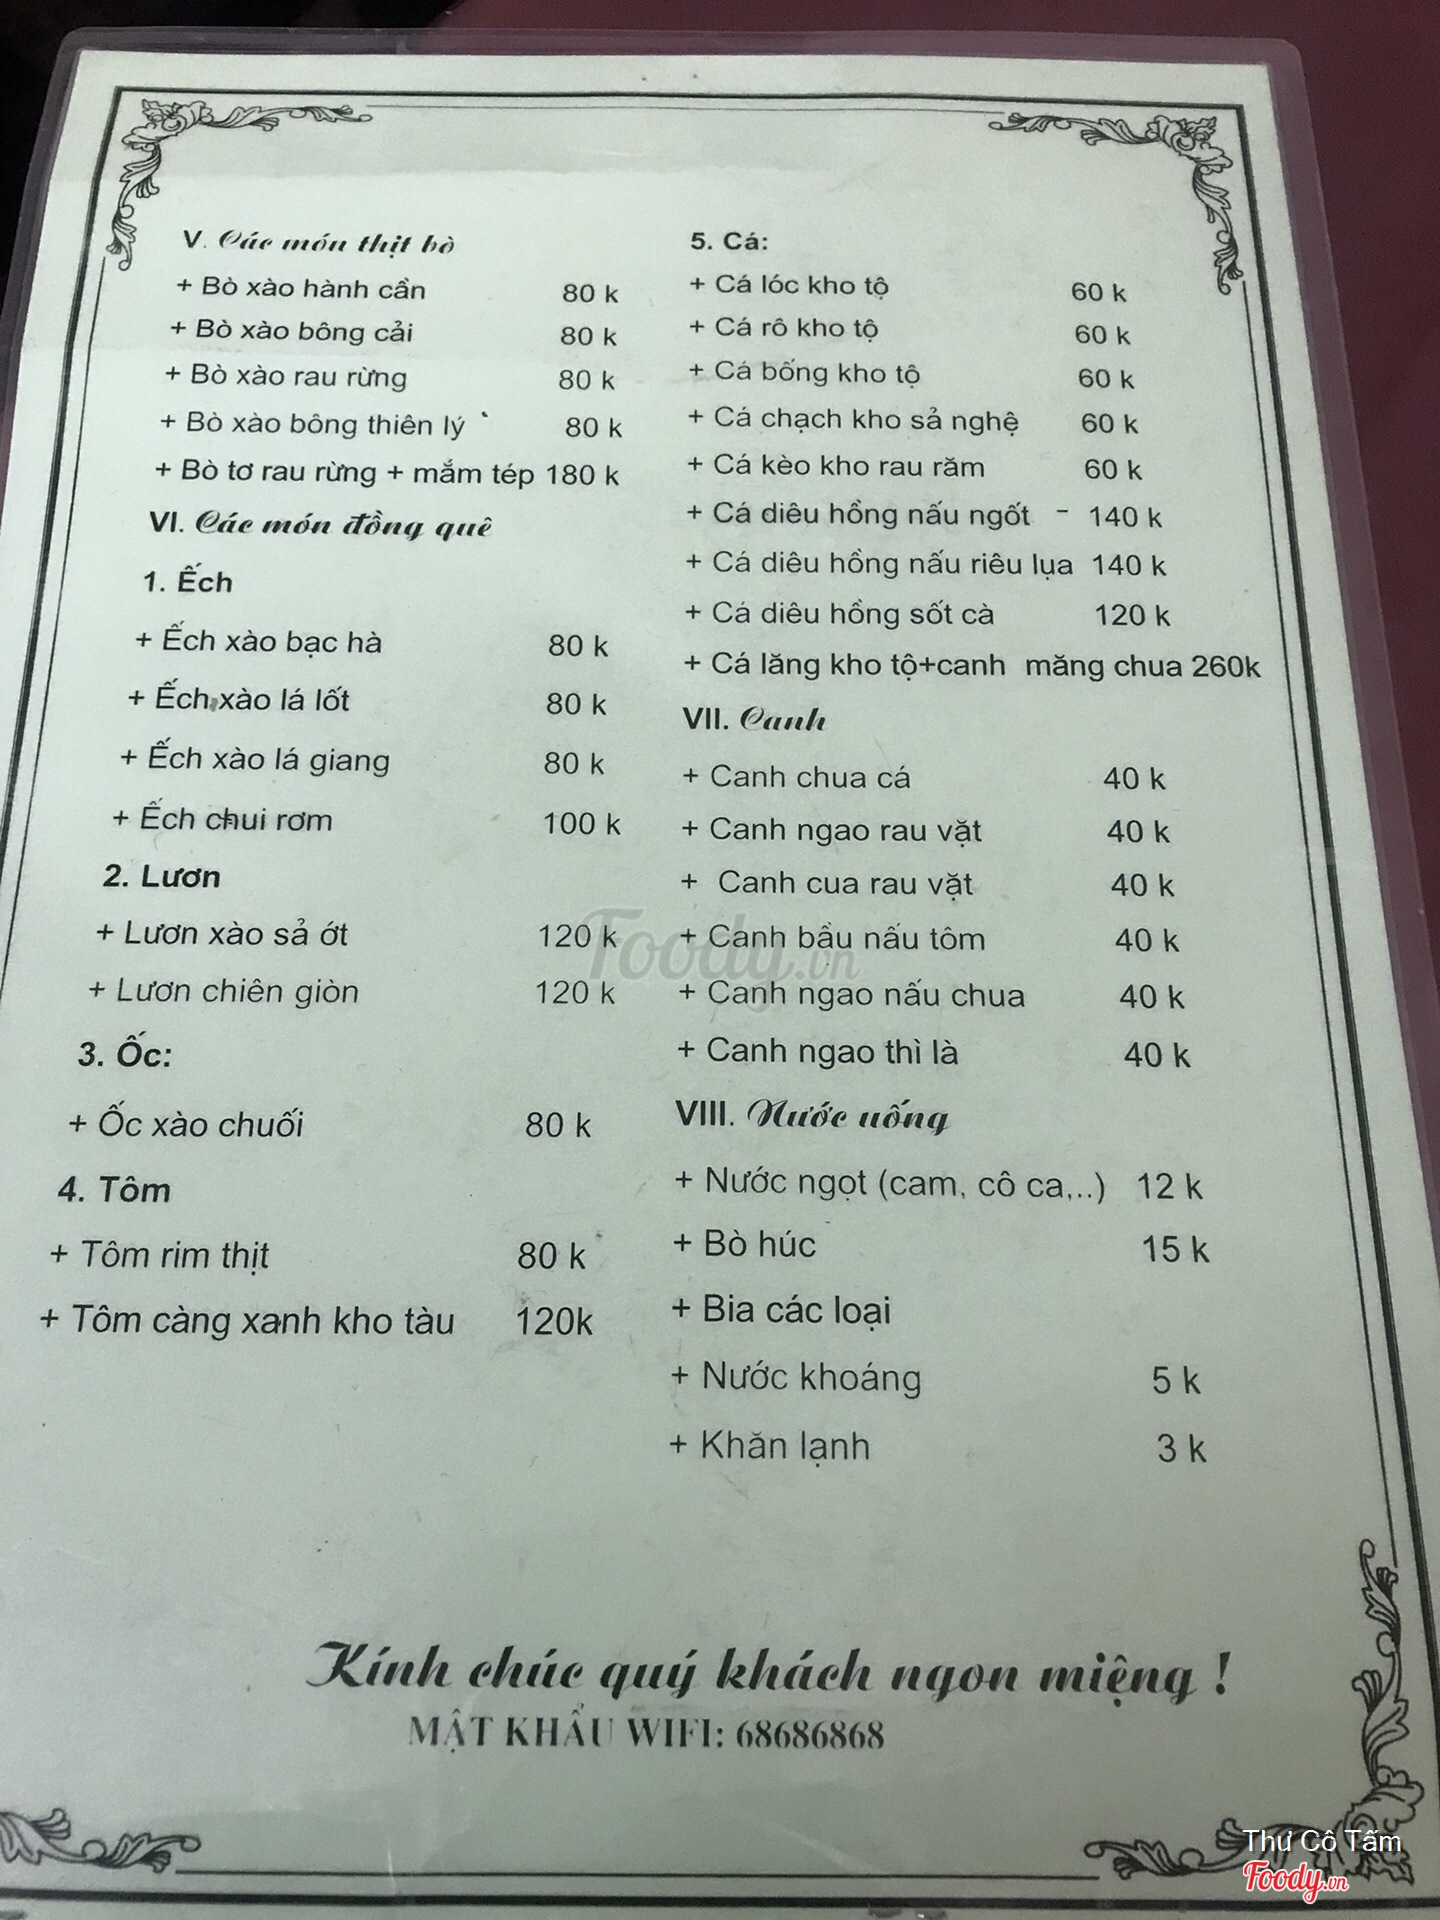 V. Các món thịt bò
+ Bò xào hành cần 80 k
+ Bò xào bông cải 80 k
+ Bò xào rau rừng 80 k
+ Bò xào bông thiên lý 80 k
+ Bò tơ rau rừng + mắm tép 180 k
VI. Các món đồng quê
1. Ếch
+ Ếch xào bạc hà 80 k
+ Ếch xào lá lốt 80 k
+ Ếch xào lá giang 80 k
+ Ếch chui rơm 100 k
2. Lươn
+ Lươn xào sả ớt 120 k
+ Lươn chiên giòn 120 k
3. Ốc:
+ Ốc xào chuối 80 k
4. Tôm
+ Tôm rim thịt 80 k
+ Tôm càng xanh kho tàu 120k
5. Cá:
+ Cá lóc kho tộ 60 k
+ Cá rô kho tộ 60 k
+ Cá bống kho tộ 60 k
+ Cá chạch kho sả nghệ 60 k
+ Cá kèo kho rau răm 60 k
+ Cá diêu hồng nấu ngốt - 140 k
+ Cá diêu hồng nấu riêu lụa 140 k
+ Cá diêu hồng sốt cà 120 k
+ Cá lăng kho tộ+canh măng chua 260k
VII. Canh
+ Canh chua cá 40 k
+ Canh ngao rau vặt 40 k
+ Canh cua rau vặt 40 k
+ Canh bầu nấu tôm 40 k
+ Canh ngao nấu chua 40 k
+ Canh ngao thì là 40 k
VIII. Nước uống
+ Nước ngọt (cam, cô ca,..) 12 k
+ Bò húc 15 k
+ Bia các loại
+ Nước khoáng 5 k
+ Khăn lạnh 3 k
Foody.vn
Kính chúc quý khách ngon miệng !
MẬT KHẨU WIFI: 68686868
Thư Cô Tấm
Foody.vn